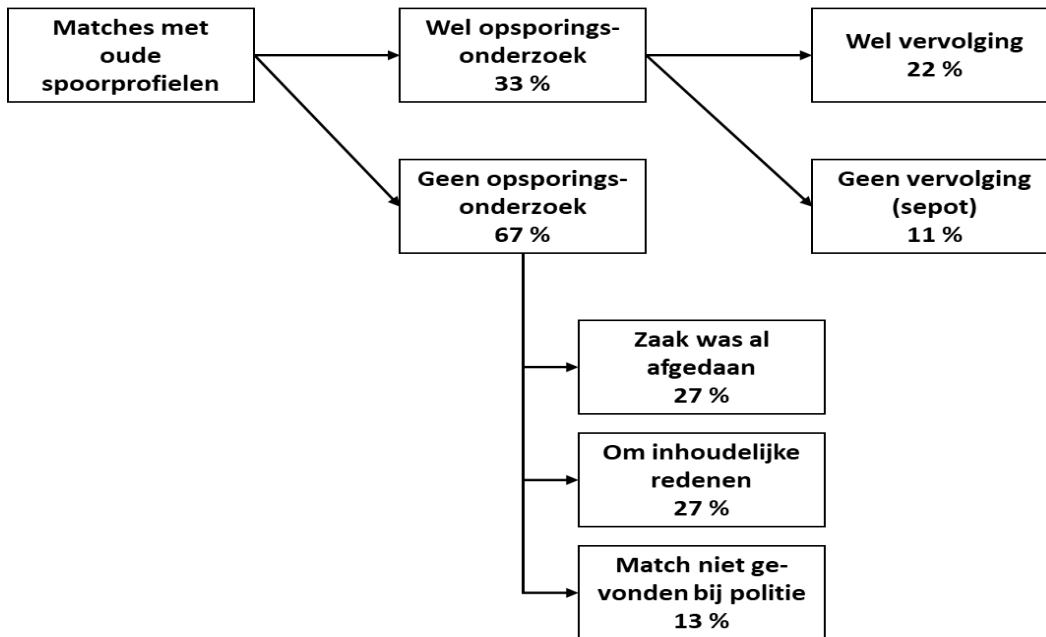 Matches met
oude
spoorprofielen
Wel opsporings-
onderzoek
33 %
Wel vervolging
22 %
Geen opsporings-
onderzoek
67 %
Geen vervolging
(sepot)
11 %
Zaak was al
afgedaan
27 %
Om inhoudelijke
redenen
27 %
Match niet ge-
vonden bij politie
13 %